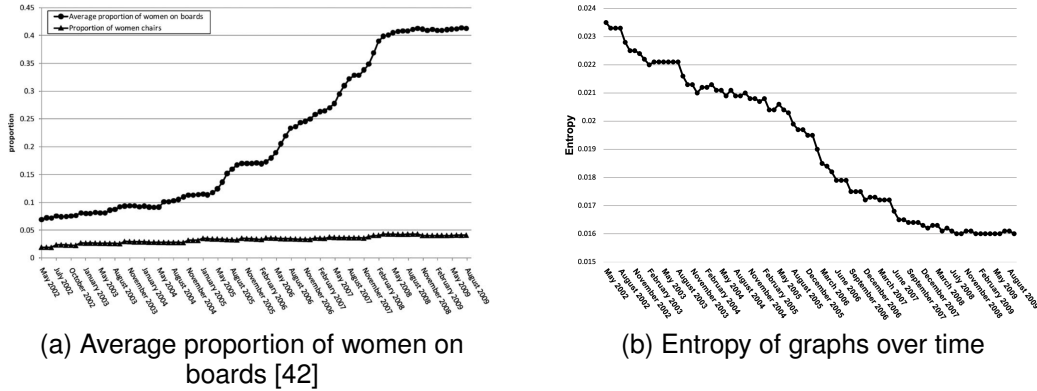 0.45
0.4
0.35
0.3
0.25
0.2
0.15
0.1
0.05
0
proportion
Average proportion of women on boards
Proportion of women chairs
May 2002
July 2002
October 2002
January 2003
May 2003
August 2003
November 2003
January 2004
May 2004
August 2004
November 2004
January 2005
May 2005
August 2005
November 2005
February 2006
May 2006
August 2006
November 2006
February 2007
May 2007
August 2007
November 2007
February 2008
May 2008
August 2008
November 2008
February 2009
May 2009
August 2009
(a) Average proportion of women on
boards [42]
0.024
0.023
0.022
0.021
0.02
0.019
0.018
0.017
0.016
0.015
Entropy
May 2002
August 2002
November 2002
February 2003
May 2003
August 2003
November 2003
February 2004
May 2004
August 2004
November 2004
February 2005
May 2005
August 2005
December 2005
March 2006
June 2006
September 2006
December 2006
March 2007
June 2007
September 2007
December 2007
March 2008
July 2008
November 2008
February 2009
May 2009
August 2009
(b) Entropy of graphs over time